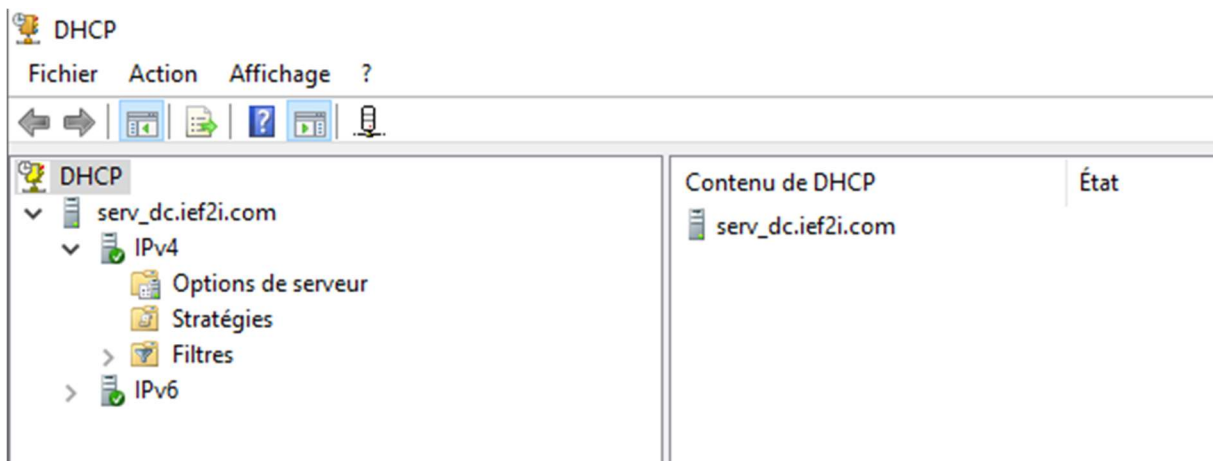 DHCP
Fichier Action Affichage ?
DHCP
serv_dc.ief2i.com
IPv4
Options de serveur
Stratégies
Filtres
IPv6
Contenu de DHCP État
serv_dc.ief2i.com